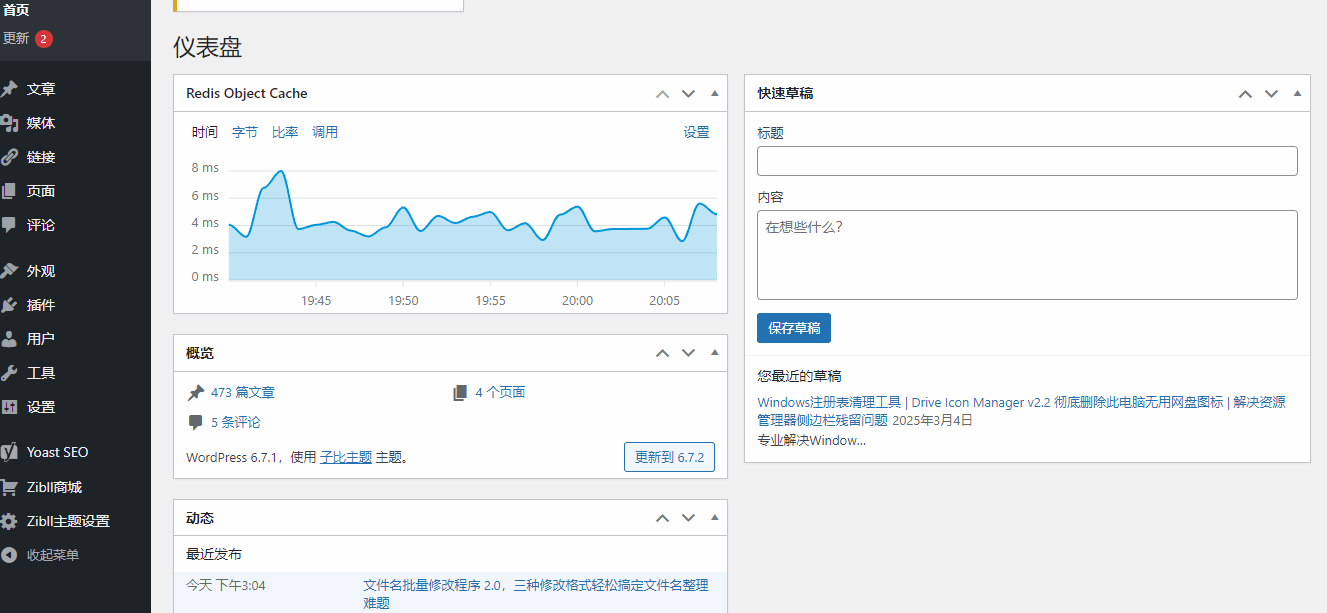 首页
更新 2
文章
媒体
链接
页面
评论
外观
插件
用户
工具
设置
Yoast SEO
Zibll商城
Zibll主题设置
收起菜单
仪表盘
Redis Object Cache
时间 字节 比率 调用 设置
8 ms
6 ms
4 ms
2 ms
0 ms
19:45 19:50 19:55 20:00 20:05
概览
473 篇文章 4 个页面
5 条评论
WordPress 6.7.1，使用 子比主题 主题。 更新到 6.7.2
动态
最近发布
今天 下午3:04 文件名批量修改程序 2.0，三种修改格式轻松搞定文件名整理
难题
快速草稿
标题
内容
在想些什么？
保存草稿
您最近的草稿
Windows注册表清理工具 | Drive Icon Manager v2.2 彻底删除此电脑无用网盘图标 | 解决资源
管理器侧边栏残留问题 2025年3月4日
专业解决Window...